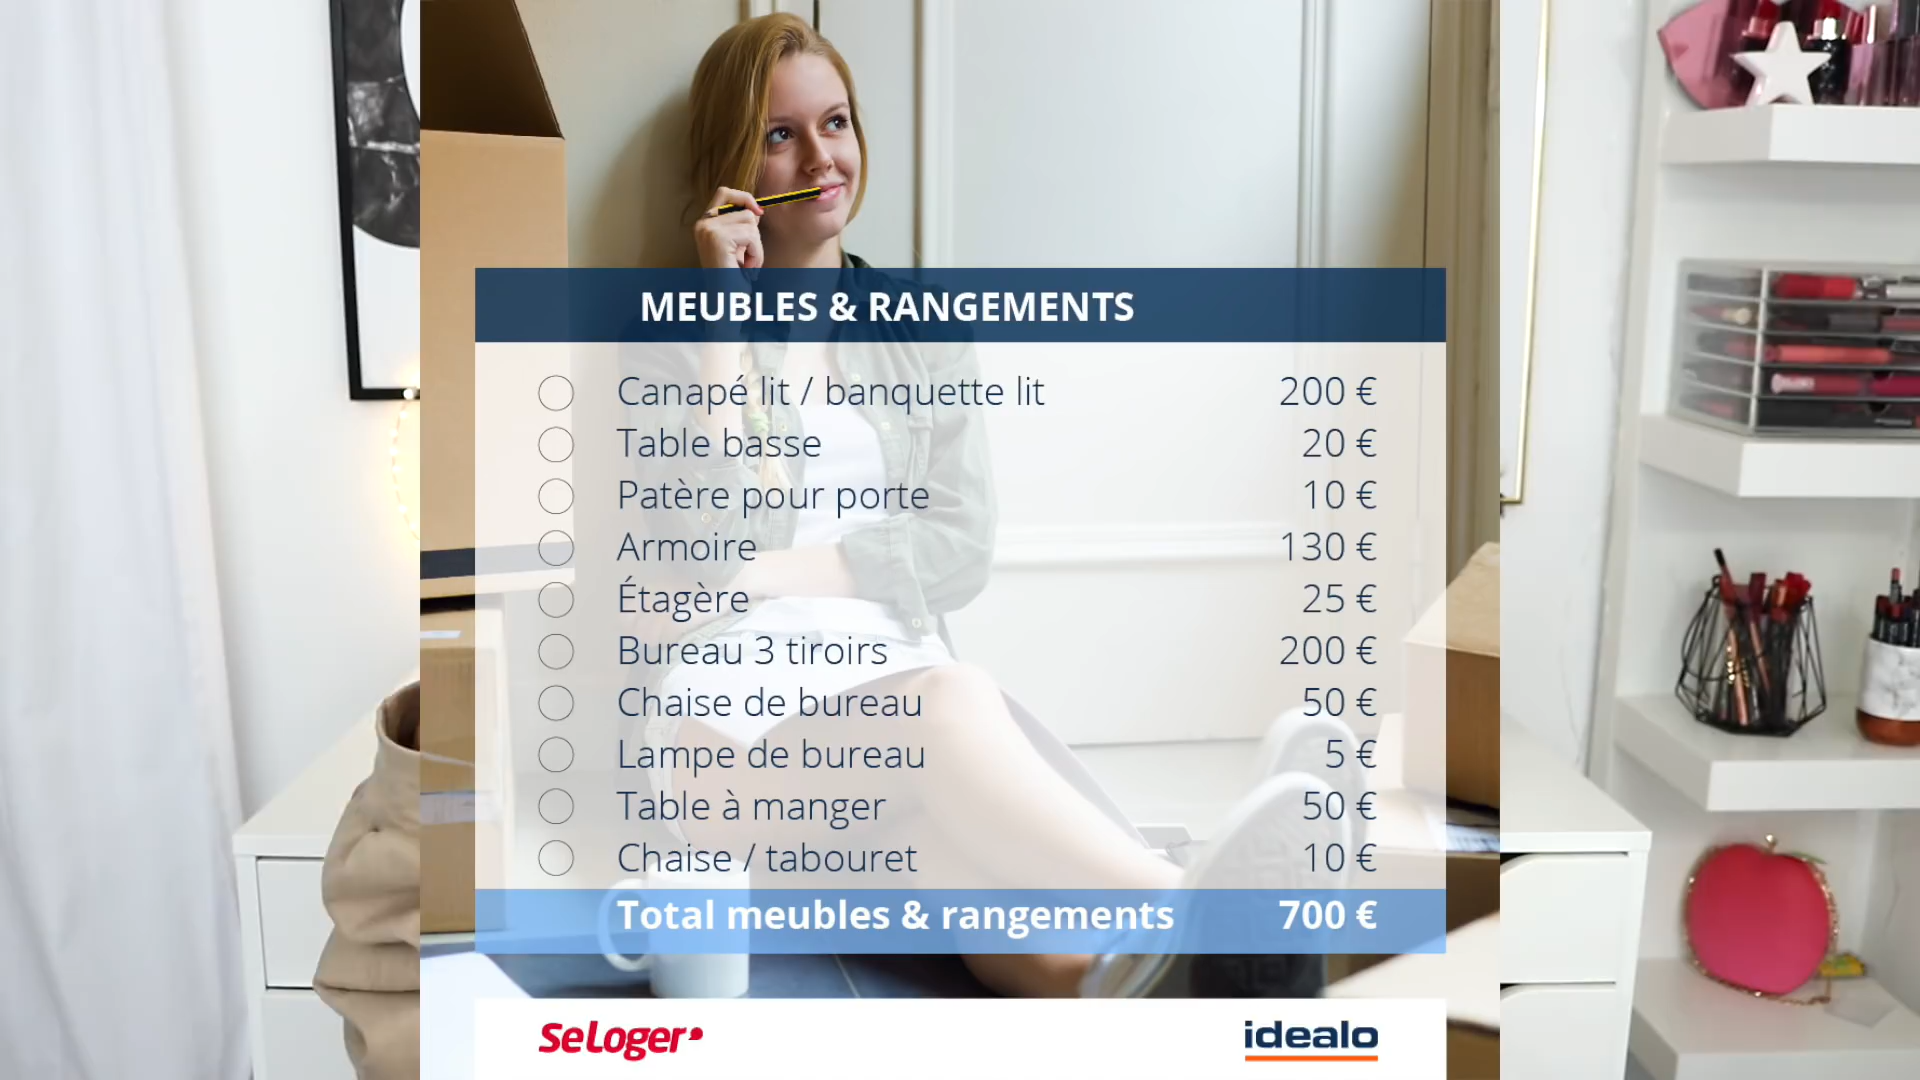 MEUBLES & RANGEMENTS
Canapé lit / banquette lit 200 €
Table basse 20 €
Patère pour porte 10 €
Armoire 130 €
Étagère 25 €
Bureau 3 tiroirs 200 €
Chaise de bureau 50 €
Lampe de bureau 5 €
Table à manger 50 €
Chaise / tabouret 10 €
Total meubles & rangements 700 €
SeLoger idealo